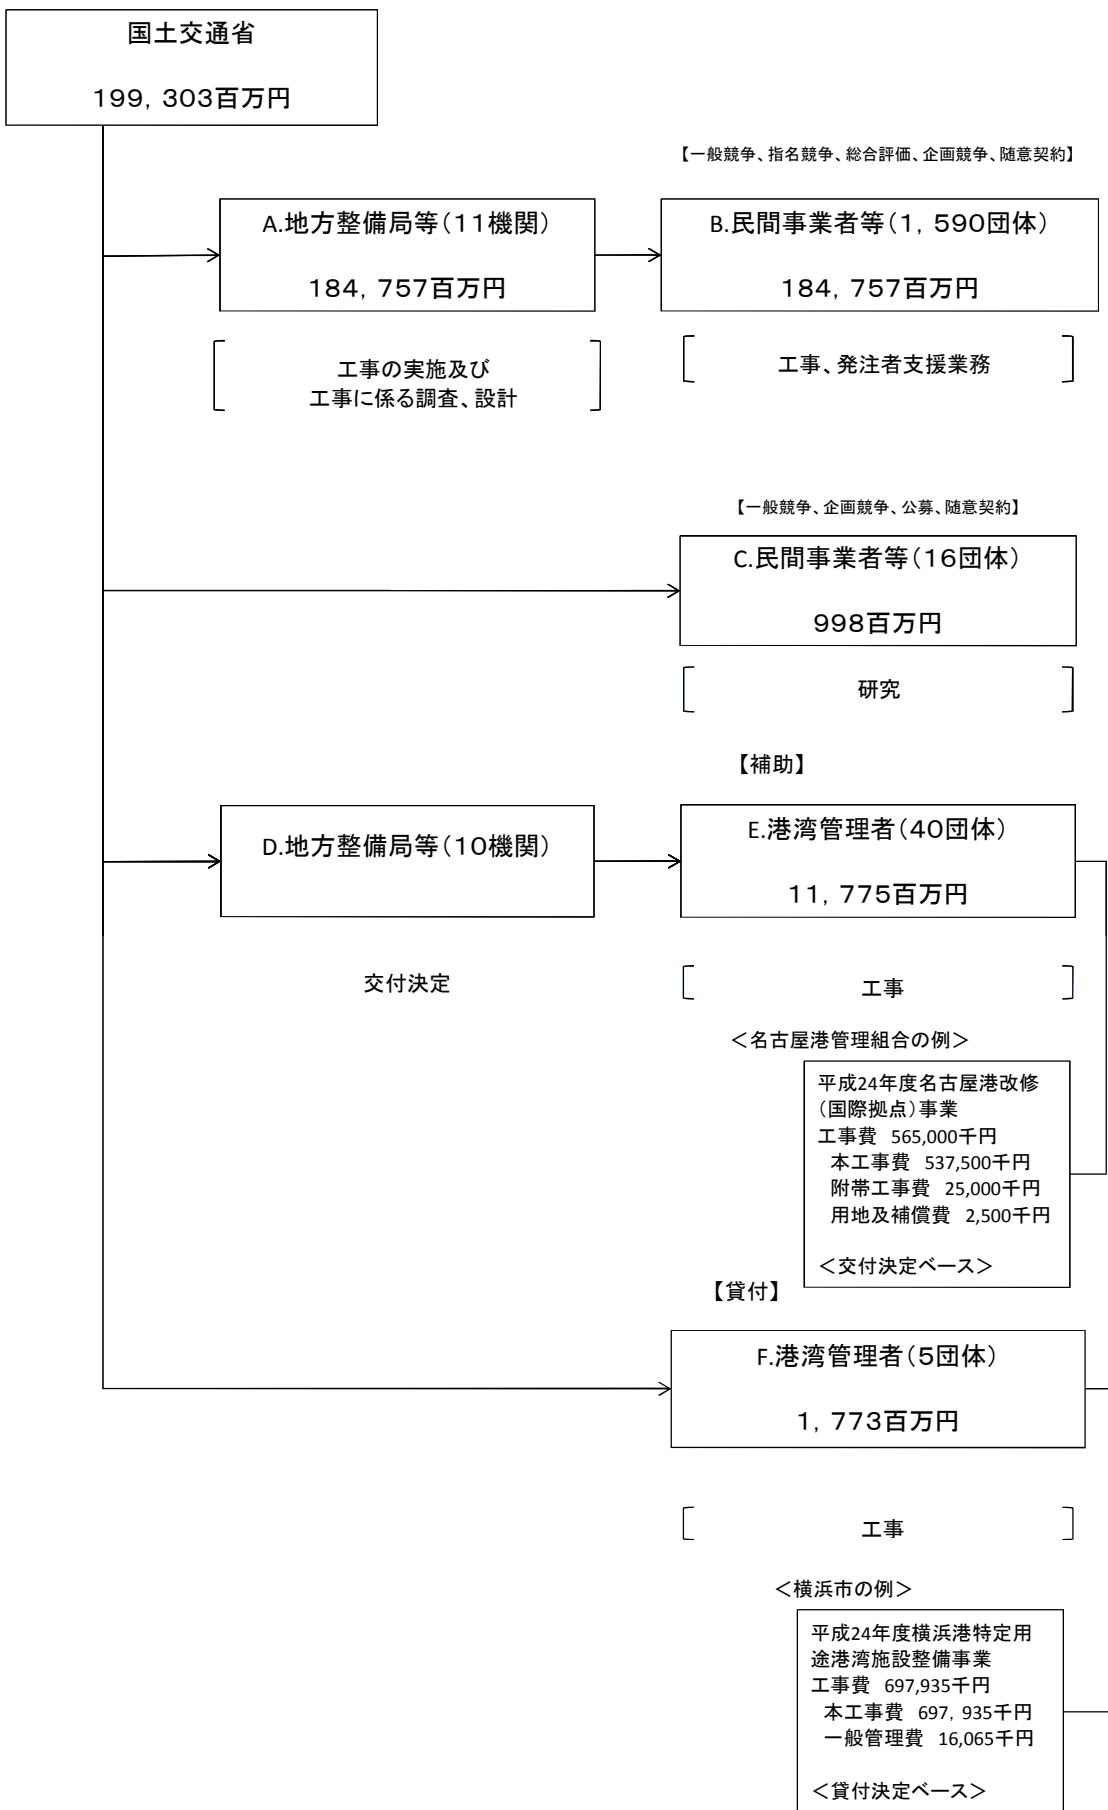 国土交通省
199，303百万円
【一般競争、指名競争、総合評価、企画競争、随意契約】
A.地方整備局等（11機関）
184，757百万円
B.民間事業者等（1，590団体）
184，757百万円
工事の実施及び
工事に係る調査、設計
工事、発注者支援業務
【一般競争、企画競争、公募、随意契約】
C.民間事業者等（16団体）
998百万円
研究
【補助】
D.地方整備局等（10機関）
E.港湾管理者（40団体）
11，775百万円
交付決定
工事
＜名古屋港管理組合の例＞
平成24年度名古屋港改修
（国際拠点）事業
工事費 565,000千円
本工事費 537,500千円
附帯工事費 25,000千円
用地及補償費 2,500千円
＜交付決定ベース＞
【貸付】
F.港湾管理者（5団体）
1，773百万円
工事
＜横浜市の例＞
平成24年度横浜港特定用
途港湾施設整備事業
工事費 697,935千円
本工事費 697，935千円
一般管理費 16,065千円
＜貸付決定ベース＞